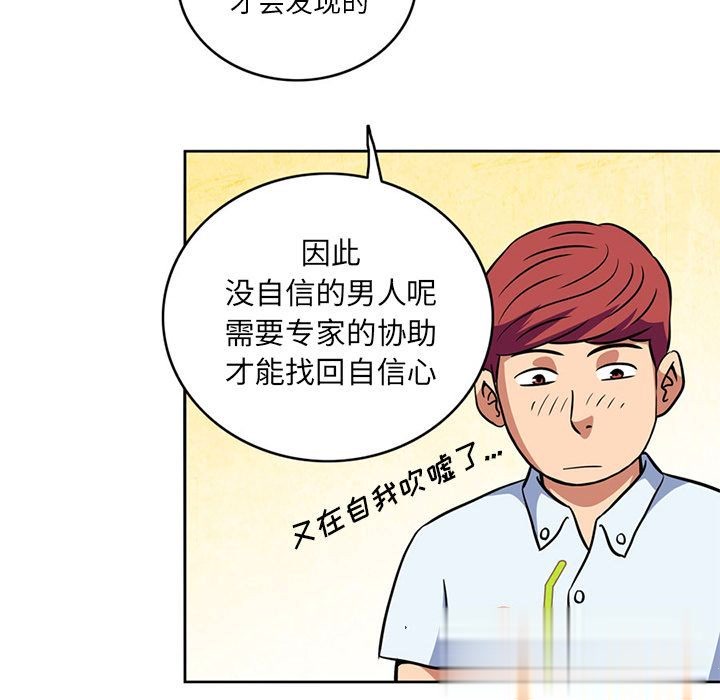 才会发现的
因此
没自信的男人呢
需要专家的协助
才能找回自信心
又在自我吹嘘了...